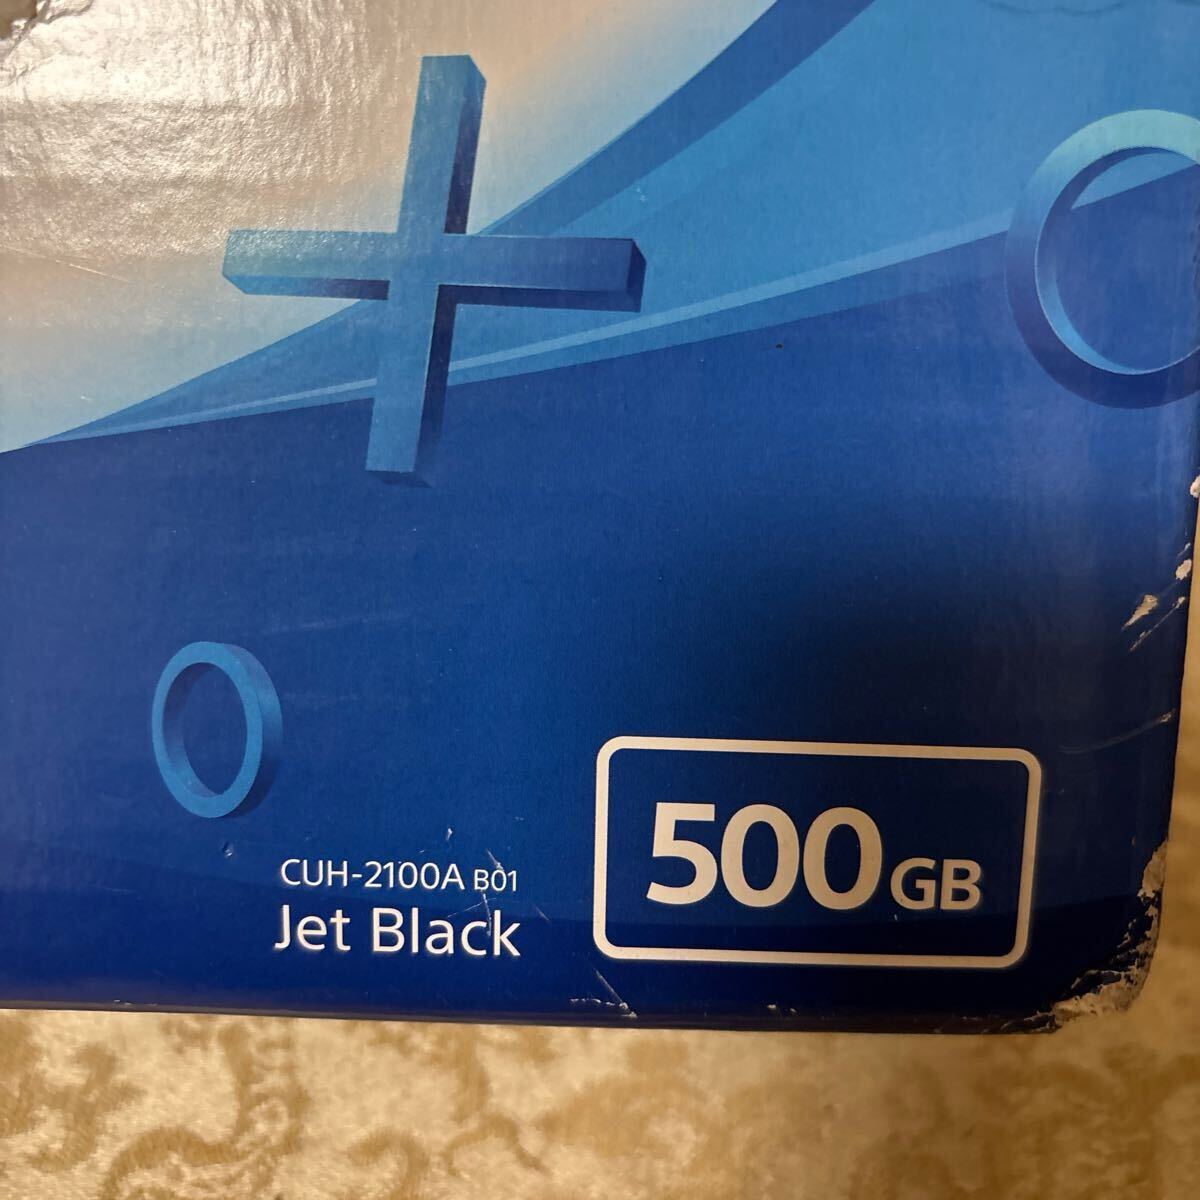 CUH-2100A B01
Jet Black
500GB